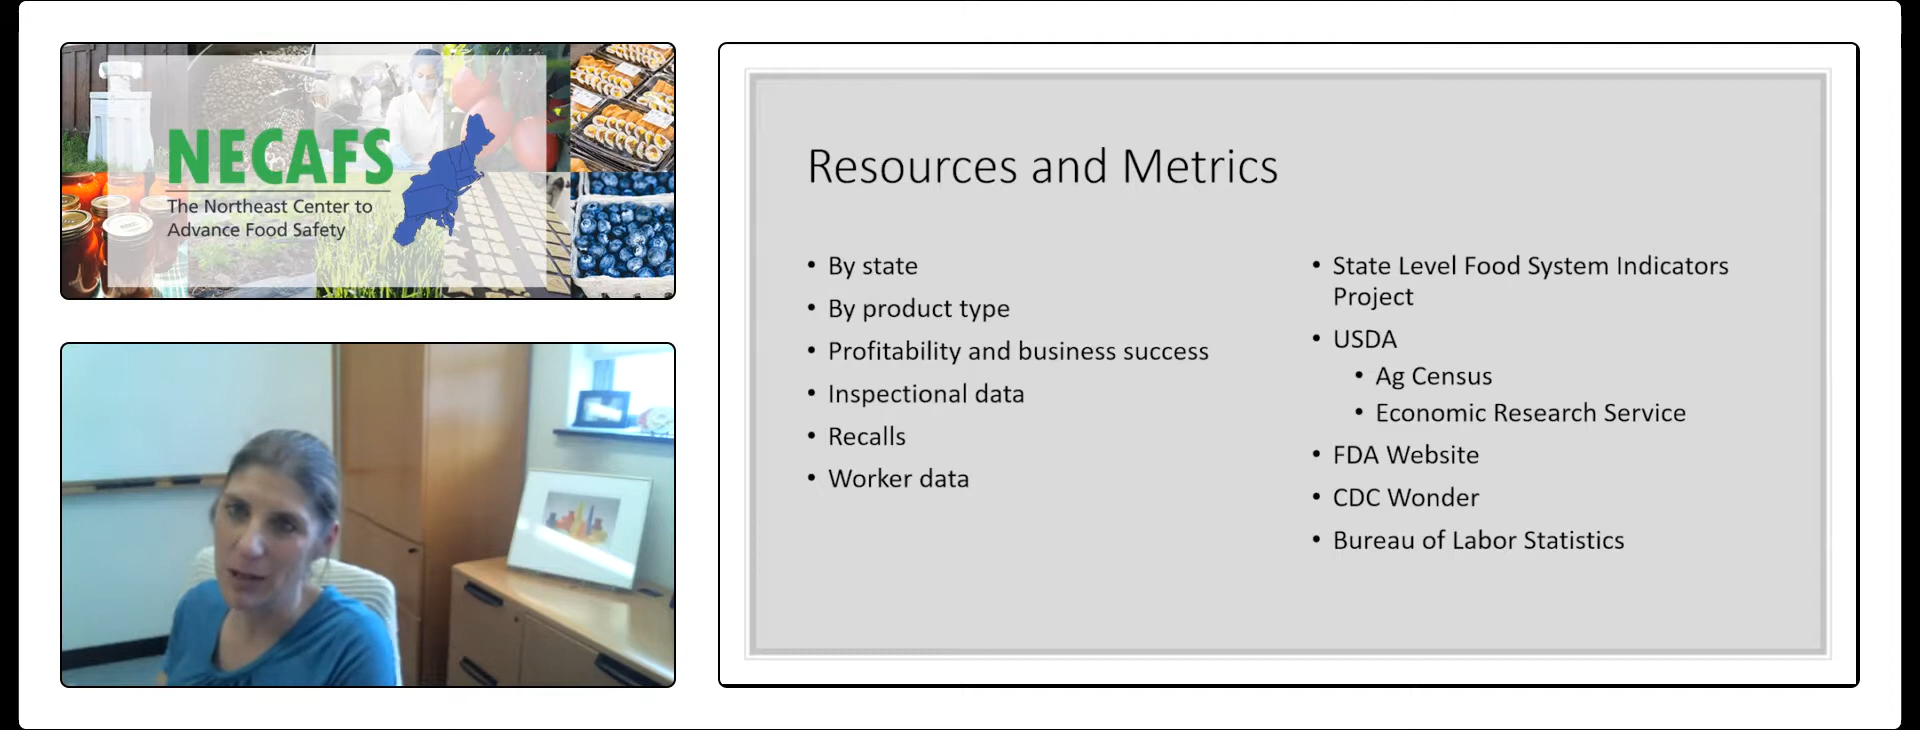 NECAFS
The Northeast Center to
Advance Food Safety
Resources and Metrics
• By state
• By product type
• Profitability and business success
• Inspectional data
• Recalls
• Worker data
• State Level Food System Indicators
Project
• USDA
• Ag Census
• Economic Research Service
• FDA Website
• CDC Wonder
• Bureau of Labor Statistics